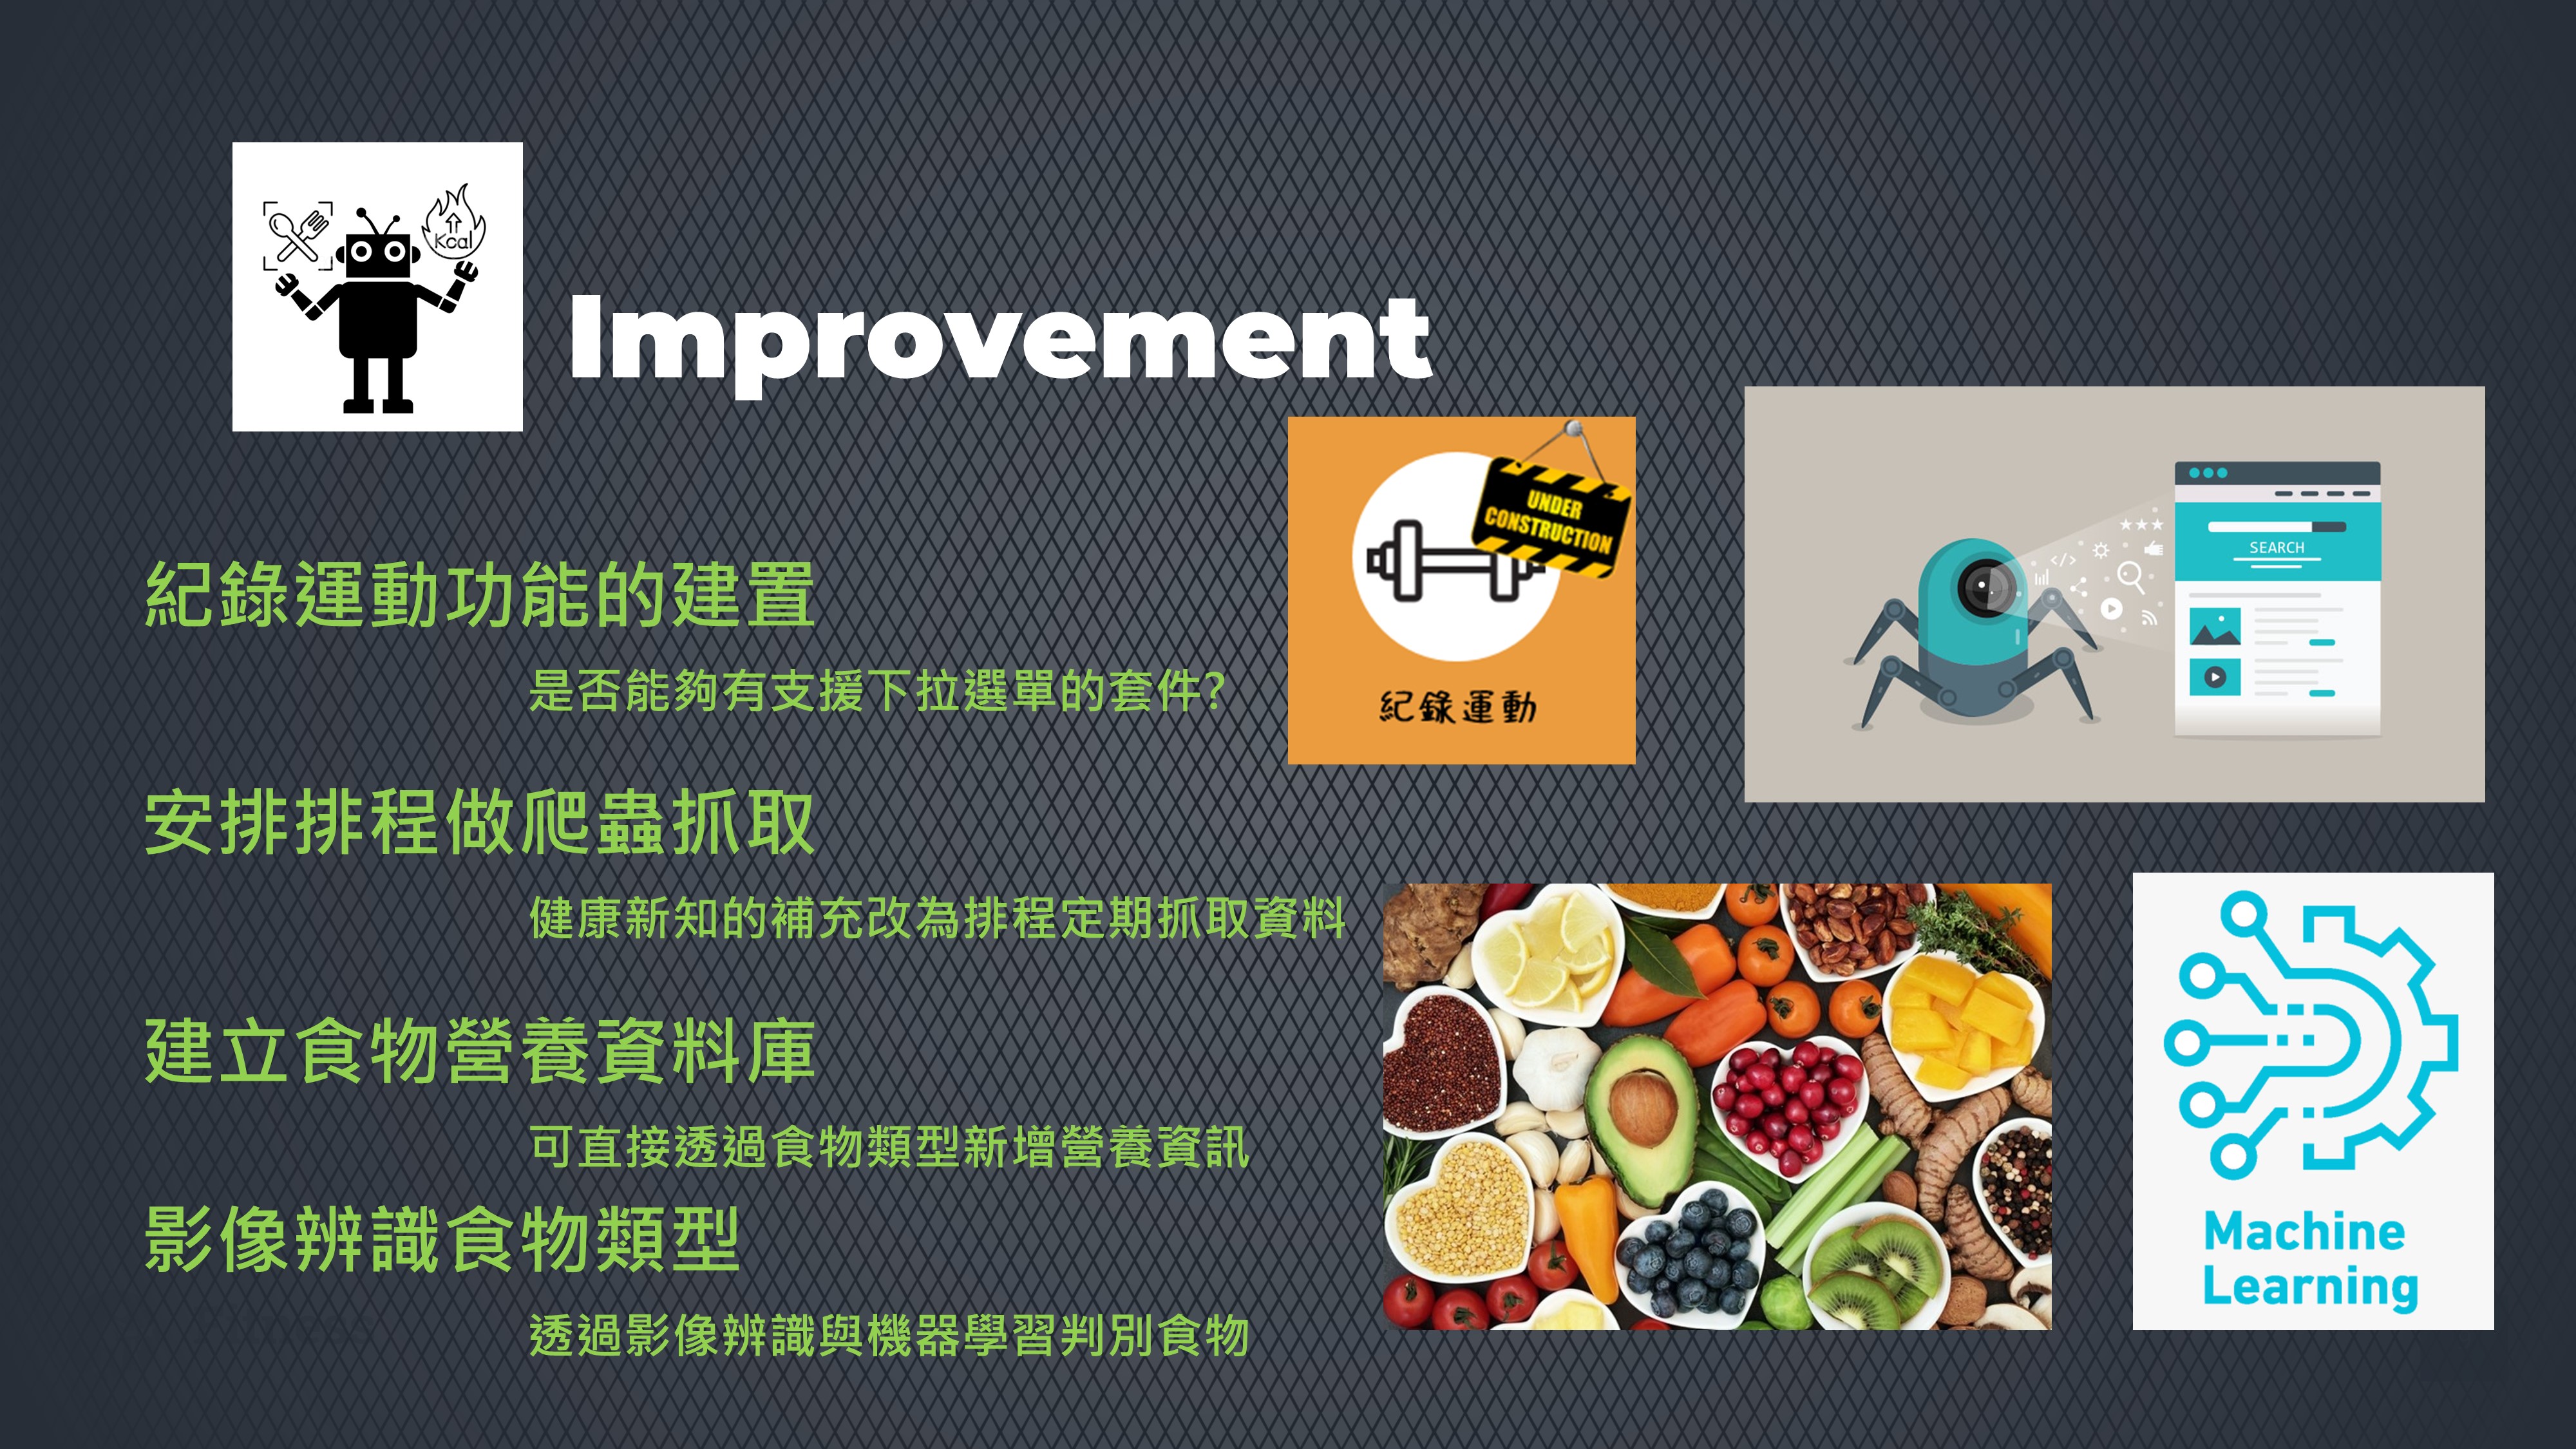 Kcal
Improvement
UNDER
CONSTRUCTION
紀錄運動
SEARCH
紀錄運動功能的建置
是否能夠有支援下拉選單的套件?
安排排程做爬蟲抓取
健康新知的補充改為排程定期抓取資料
建立食物營養資料庫
可直接透過食物類型新增營養資訊
影像辨識食物類型
透過影像辨識與機器學習判別食物
Machine
Learning